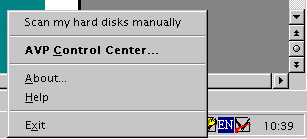 Scan my hard disks manually
AVP Control Center...
About...
Help
Exit
EN
10:39